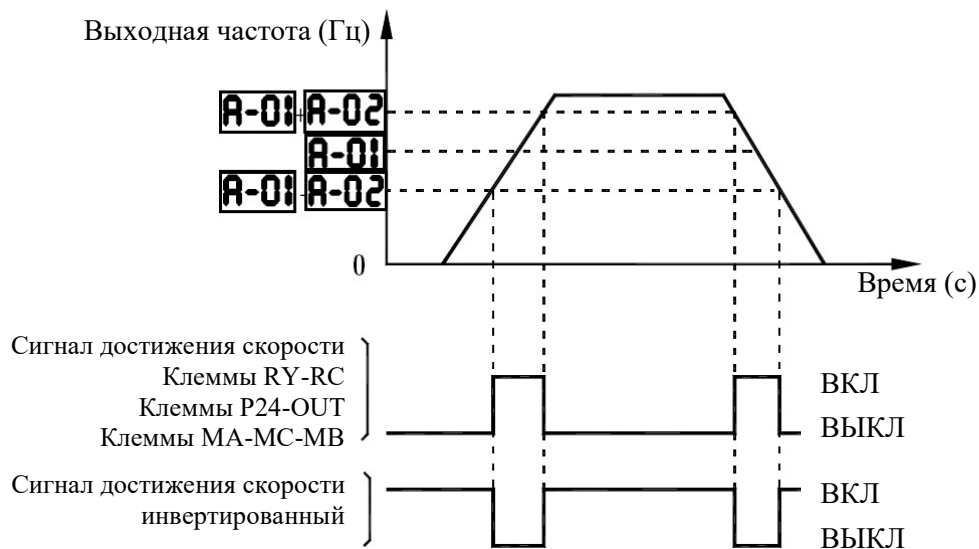 Выходная частота (Гц)
A-01 + A-02
A-01
A-01 - A-02
0
Время (с)
Сигнал достижения скорости
Клеммы RY-RC
Клеммы P24-OUT
Клеммы MA-MC-MB
ВКЛ
ВЫКЛ
Сигнал достижения скорости
инвертированный
ВКЛ
ВЫКЛ